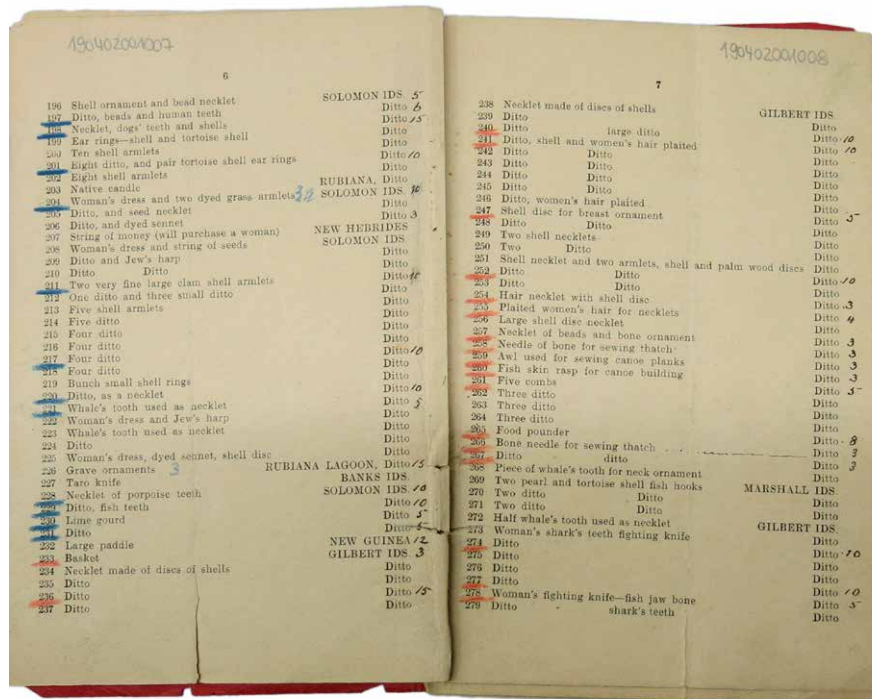 190402001007
6
196 Shell ornament and bead necklet SOLOMON IDS. 5
197 Ditto, beads and human teeth Ditto 6
198 Necklet, dogs' teeth and shells Ditto 15
199 Ear rings—shell and tortoise shell Ditto
200 Ten shell armlets Ditto
201 Eight ditto, and pair tortoise shell ear rings Ditto 10
202 Eight shell armlets Ditto
203 Native candle RUBIANA, Ditto
204 Woman's dress and two dyed grass armlets 32 SOLOMON IDS. 10
205 Ditto, and seed necklet Ditto
206 Ditto, and dyed sennet Ditto 3
207 String of money (will purchase a woman) NEW HEBRIDES
208 Woman's dress and string of seeds SOLOMON IDS.
209 Ditto and Jew's harp Ditto
210 Ditto Ditto Ditto
211 Two very fine large clam shell armlets Ditto 10
212 One ditto and three small ditto Ditto
213 Five shell armlets Ditto
214 Five ditto Ditto
215 Four ditto Ditto
216 Four ditto Ditto
217 Four ditto Ditto 10
218 Four ditto Ditto
219 Bunch small shell rings Ditto
220 Ditto, as a necklet Ditto 10
221 Whale's tooth used as necklet Ditto 5
222 Woman's dress and Jew's harp Ditto
223 Whale's tooth used as necklet Ditto
224 Ditto Ditto
225 Woman's dress, dyed sennet, shell disc Ditto
226 Grave ornaments 3 RUBIANA LAGOON, Ditto 15
227 Taro knife BANKS IDS.
228 Necklet of porpoise teeth SOLOMON IDS. 10
229 Ditto, fish teeth Ditto 10
230 Lime gourd Ditto 5
231 Ditto Ditto 5
232 Large paddle NEW GUINEA 12
233 Basket GILBERT IDS. 3
234 Necklet made of discs of shells Ditto
235 Ditto Ditto
236 Ditto Ditto 15
237 Ditto Ditto
190402001008
7
238 Necklet made of discs of shells GILBERT IDS.
239 Ditto Ditto
240 Ditto large ditto Ditto 10
241 Ditto, shell and women's hair plaited Ditto 10
242 Ditto Ditto Ditto
243 Ditto Ditto Ditto
244 Ditto Ditto Ditto
245 Ditto Ditto Ditto
246 Ditto, women's hair plaited Ditto
247 Shell disc for breast ornament Ditto 5
248 Ditto Ditto Ditto
249 Two shell necklets Ditto
250 Two Ditto Ditto
251 Shell necklet and two armlets, shell and palm wood discs Ditto
252 Ditto Ditto Ditto 10
253 Ditto Ditto Ditto
254 Hair necklet with shell disc Ditto 3
255 Plaited women's hair for necklets Ditto 4
256 Large shell disc necklet Ditto
257 Necklet of beads and bone ornament Ditto 3
258 Needle of bone for sewing thatch Ditto 3
259 Awl used for sewing canoe planks Ditto 3
260 Fish skin rasp for canoe building Ditto 3
261 Five combs Ditto 5
262 Three ditto Ditto
263 Three ditto Ditto
264 Three ditto Ditto
265 Food pounder Ditto 8
266 Bone needle for sewing thatch Ditto 3
267 Ditto ditto Ditto 3
268 Piece of whale's tooth for neck ornament Ditto
269 Two pearl and tortoise shell fish hooks MARSHALL IDS.
270 Two ditto Ditto Ditto
271 Two ditto Ditto Ditto
272 Half whale's tooth used as necklet GILBERT IDS.
273 Woman's shark's teeth fighting knife Ditto
274 Ditto Ditto 10
275 Ditto Ditto
276 Ditto Ditto
277 Ditto Ditto 10
278 Woman's fighting knife—fish jaw bone Ditto 5
279 Ditto shark's teeth Ditto